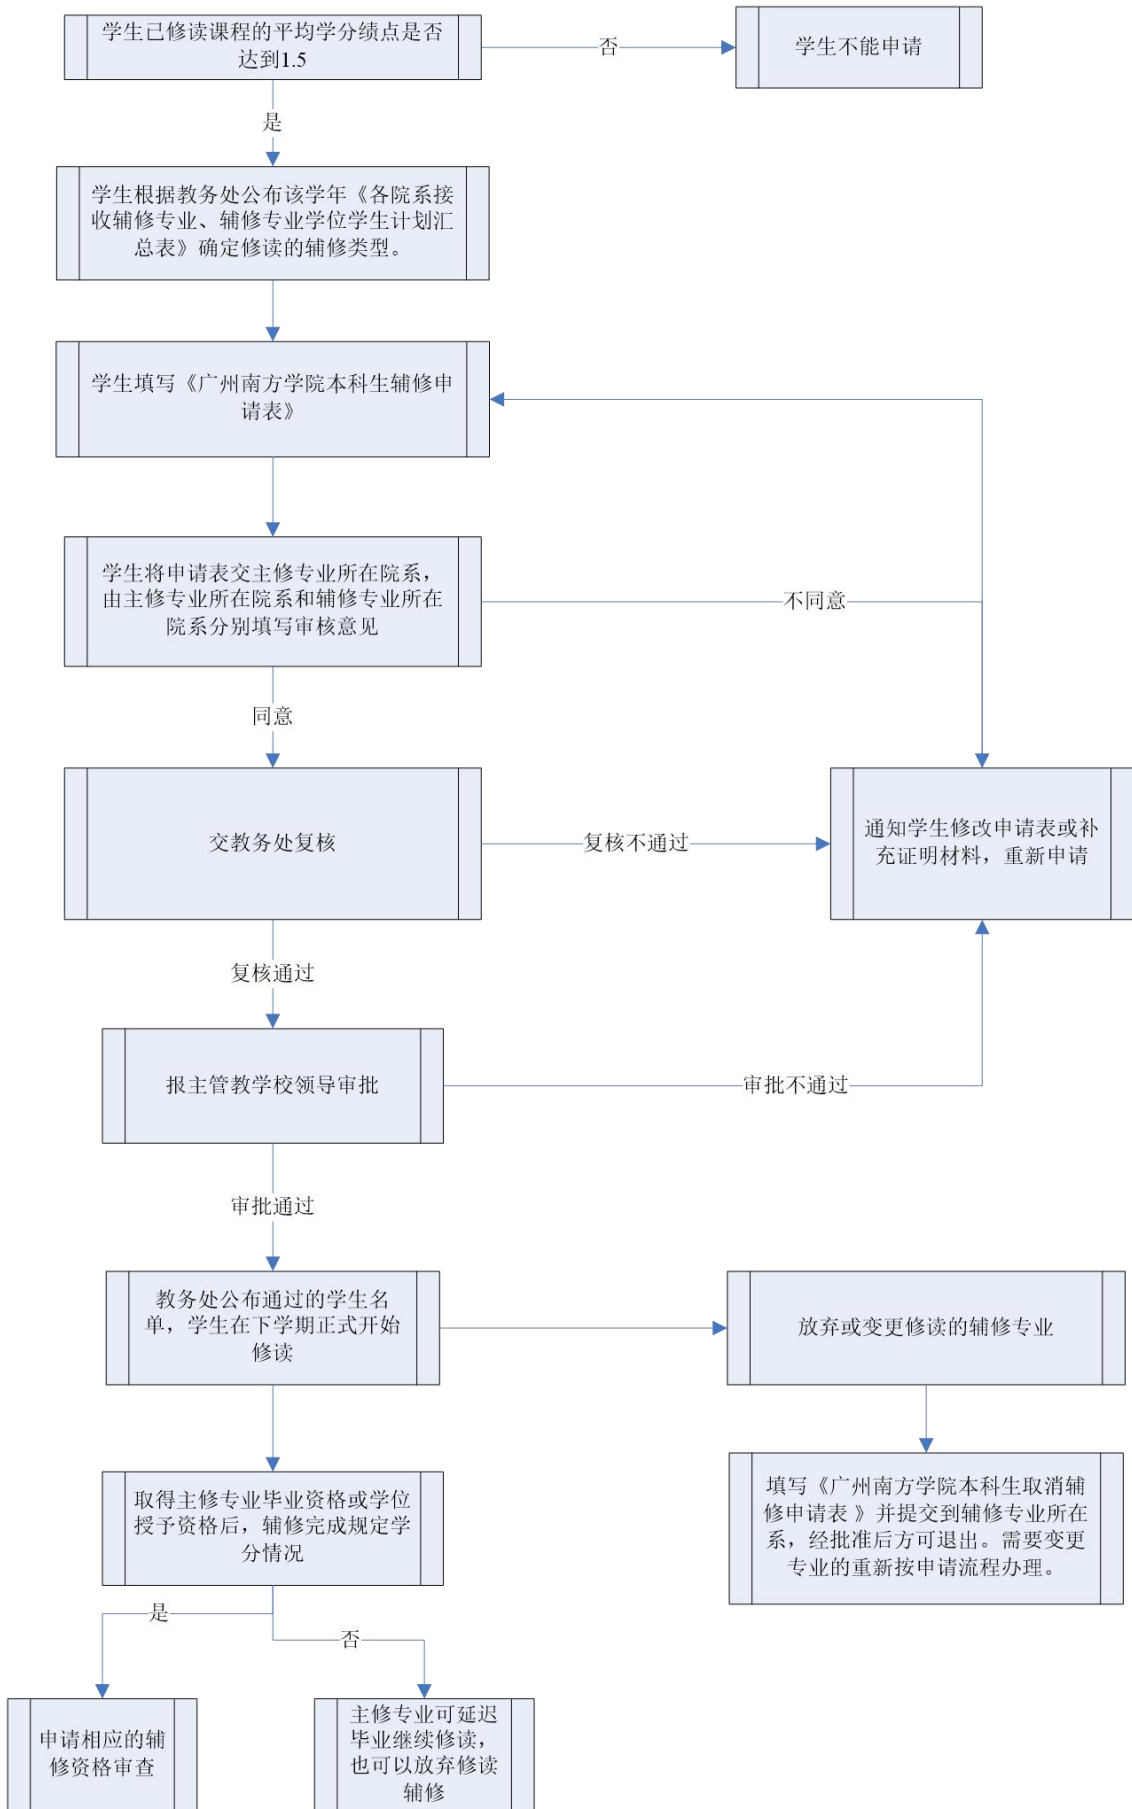 学生已修读课程的平均学分绩点是否
达到1.5
否
学生不能申请
是
学生根据教务处公布该学年《各院系接
收辅修专业、辅修专业学位学生计划汇
总表》确定修读的辅修类型。
学生填写《广州南方学院本科生辅修申
请表》
学生将申请表交主修专业所在院系，
由主修专业所在院系和辅修专业所在
院系分别填写审核意见
不同意
同意
交教务处复核
复核不通过
通知学生修改申请表或补
充证明材料，重新申请
复核通过
报主管教学校领导审批
审批不通过
审批通过
教务处公布通过的学生名
单，学生在下学期正式开始
修读
放弃或变更修读的辅修专业
取得主修专业毕业资格或学位
授予资格后，辅修完成规定学
分情况
填写《广州南方学院本科生取消辅
修申请表 》并提交到辅修专业所在
系，经批准后方可退出。需要变更
专业的重新按申请流程办理。
是
否
申请相应的辅
修资格审查
主修专业可延迟
毕业继续修读，
也可以放弃修读
辅修